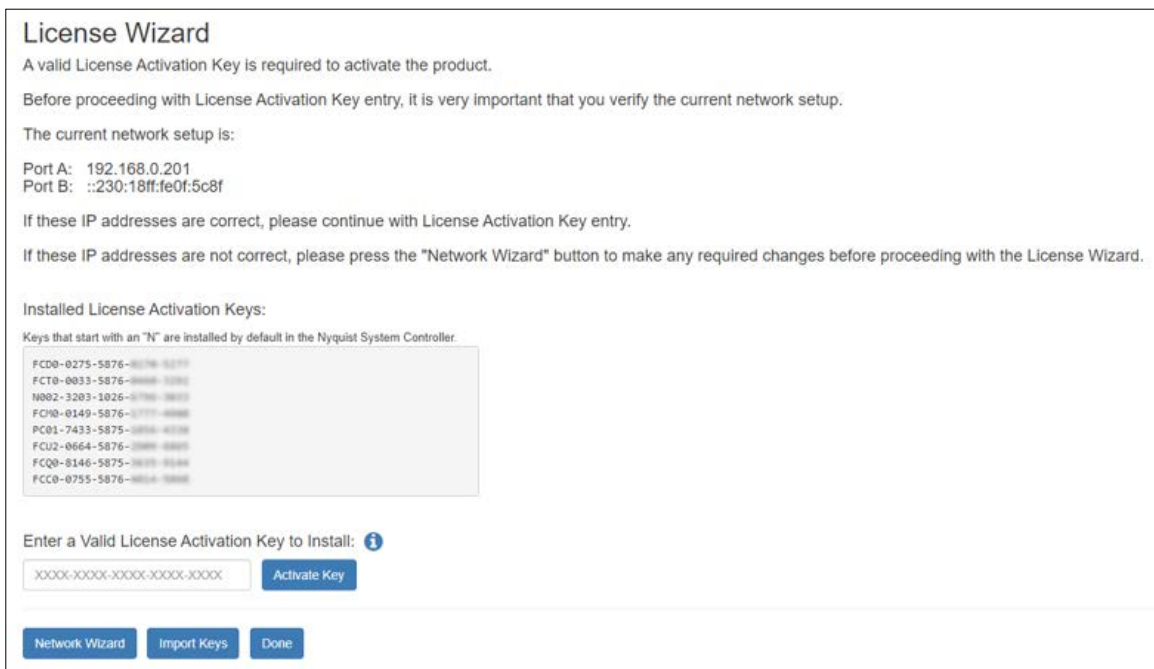 License Wizard
A valid License Activation Key is required to activate the product.
Before proceeding with License Activation Key entry, it is very important that you verify the current network setup.
The current network setup is:
Port A: 192.168.0.201
Port B: ::230:18ff:fe0f:5c8f
If these IP addresses are correct, please continue with License Activation Key entry.
If these IP addresses are not correct, please press the "Network Wizard" button to make any required changes before proceeding with the License Wizard.
Installed License Activation Keys:
Keys that start with an "N" are installed by default in the Nyquist System Controller.
FCD0-0275-5876-
FCT0-0033-5876-
N002-3203-1026-
FCM0-0149-5876-
PC01-7433-5875-
FCU2-0664-5876-
FCQ0-8146-5875-
FCC0-0755-5876-
Enter a Valid License Activation Key to Install:
XXXX-XXXX-XXXX-XXXX-XXXX Activate Key
Network Wizard Import Keys Done